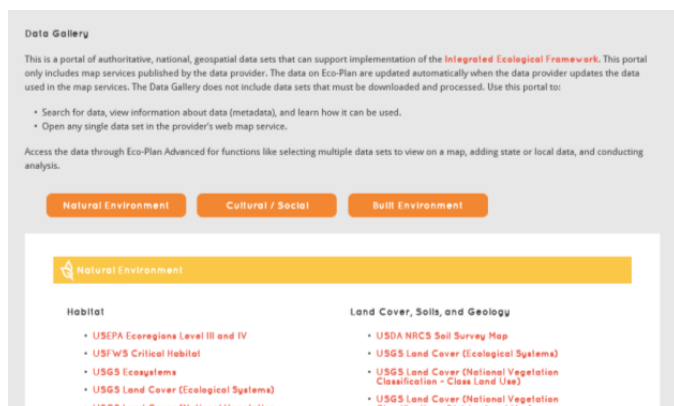 Data Gallery
This is a portal of authoritative, national, geospatial data sets that can support implementation of the Integrated Ecological Framework. This portal
only includes map services published by the data provider. The data on Eco-Plan are updated automatically when the data provider updates the data
used in the map services. The Data Gallery does not include data sets that must be downloaded and processed. Use this portal to:
• Search for data, view information about data (metadata), and learn how it can be used.
• Open any single data set in the provider's web map service.
Access the data through Eco-Plan Advanced for functions like selecting multiple data sets to view on a map, adding state or local data, and conducting
analysis.
Natural Environment
Cultural / Social
Built Environment
Natural Environment
Habitat
• USEPA Ecoregions Level III and IV
• USFWS Critical Habitat
• USGS Ecosystems
• USGS Land Cover (Ecological Systems)
Land Cover, Soils, and Geology
• USDA NRCS Soil Survey Map
• USGS Land Cover (Ecological Systems)
• USGS Land Cover (National Vegetation
Classification - Class Land Use)
• USGS Land Cover (National Vegetation